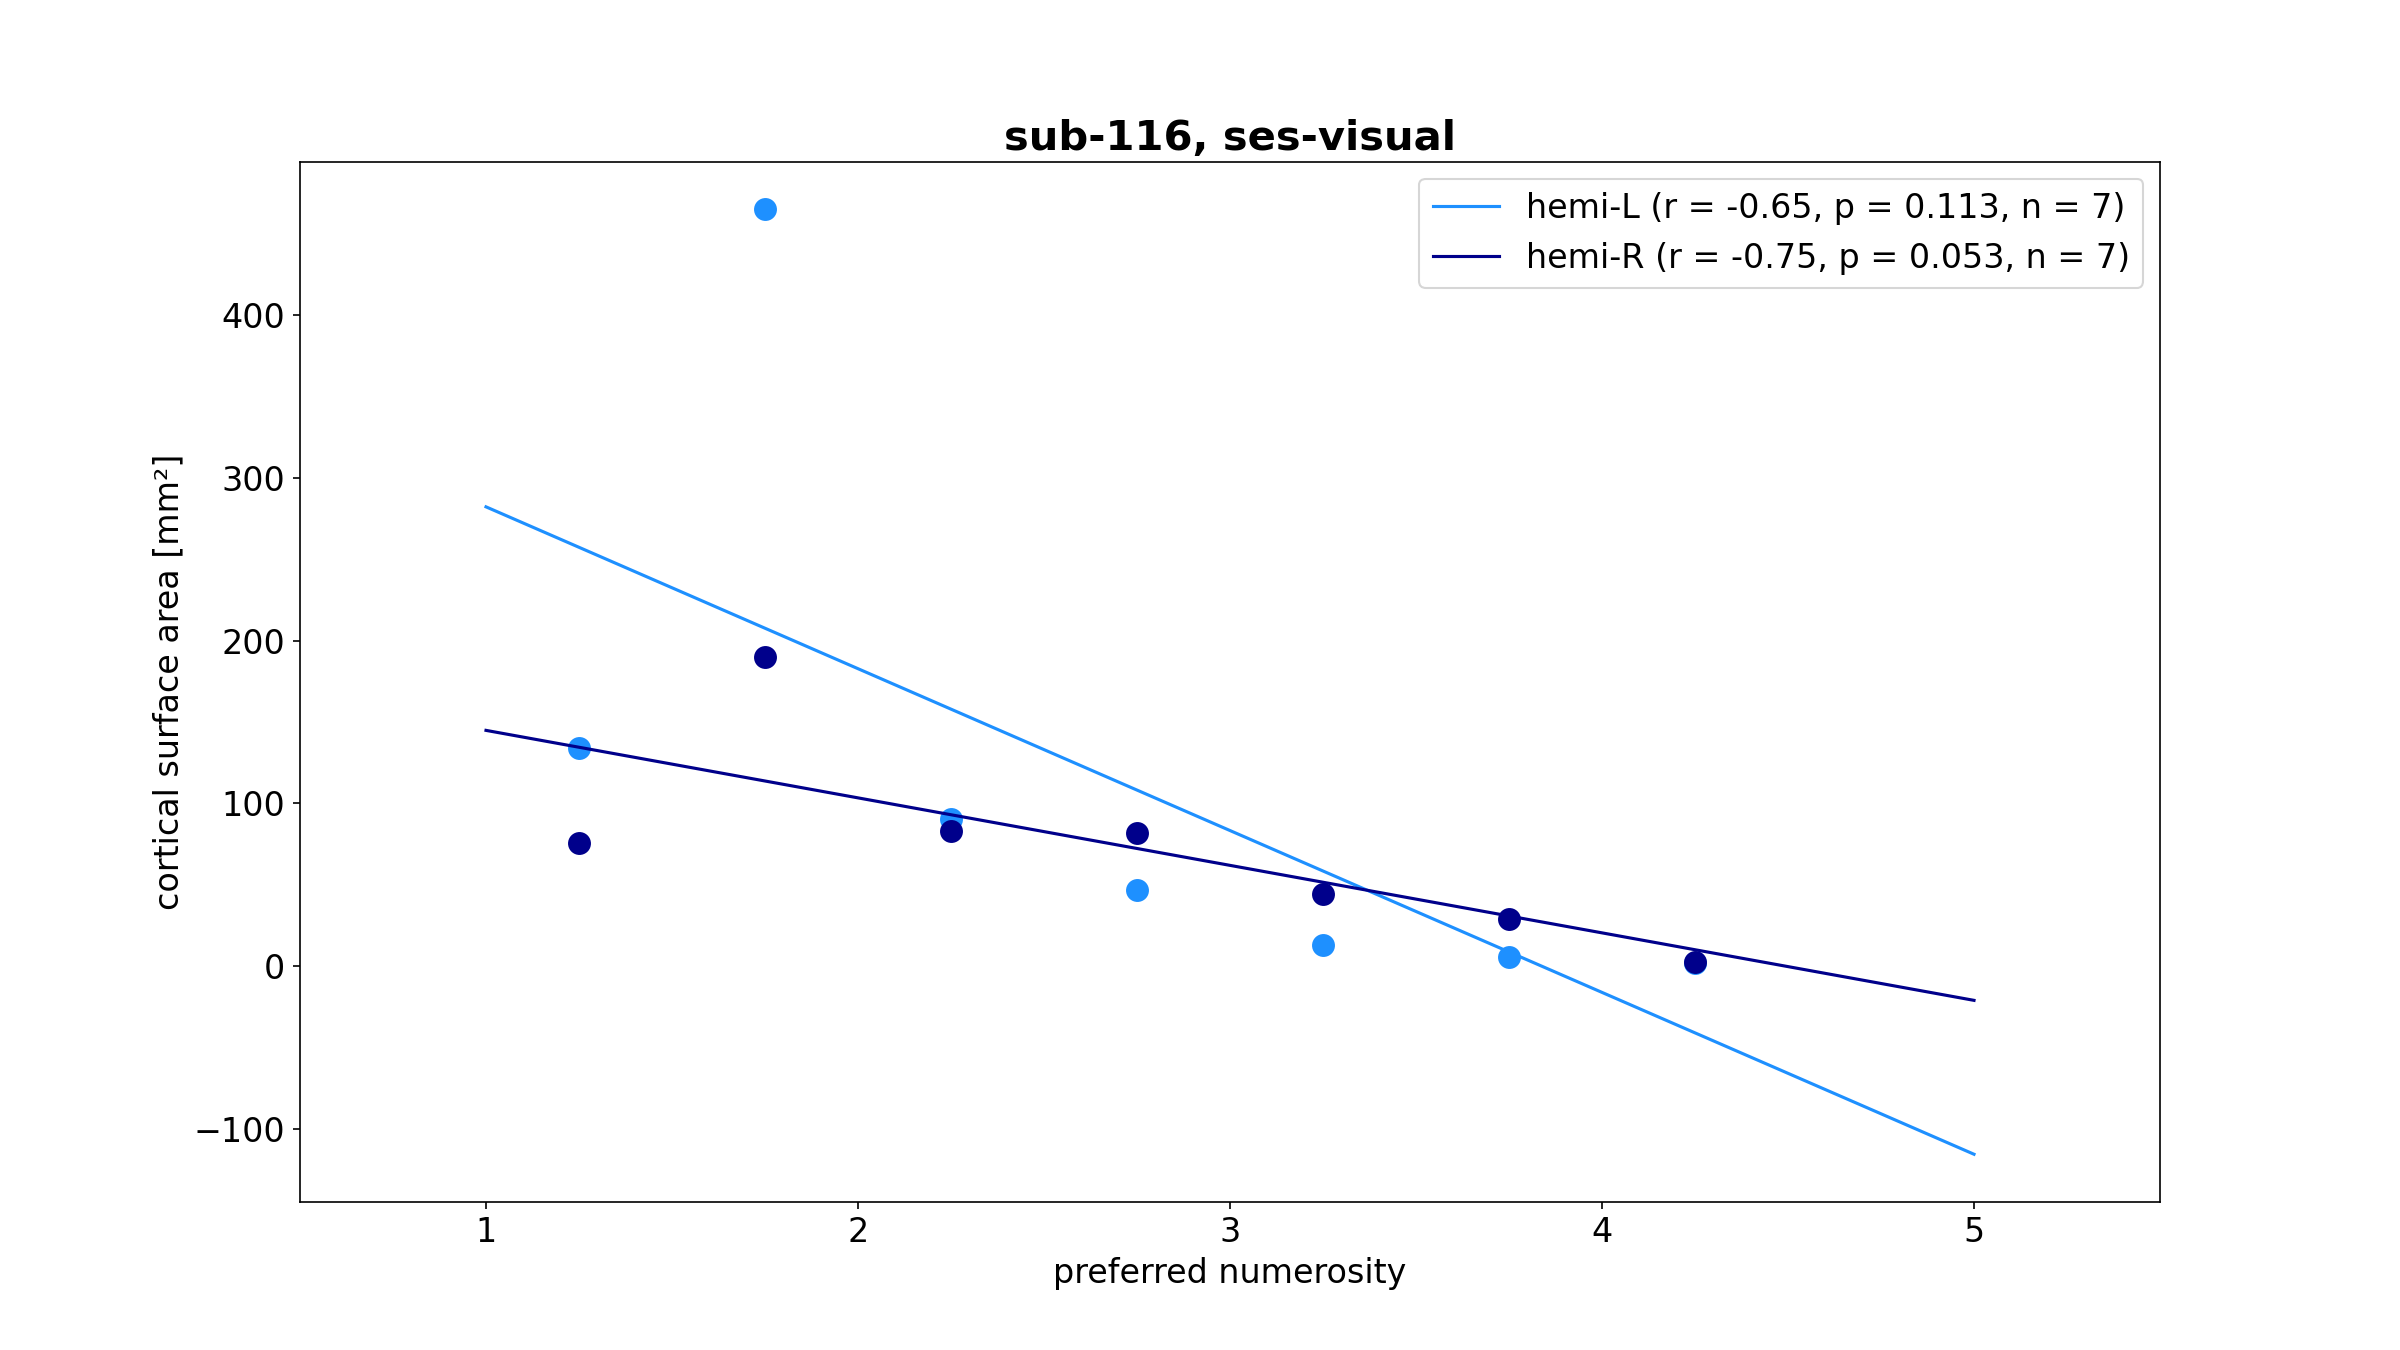 sub-116, ses-visual
hemi-L (r = -0.65, p = 0.113, n = 7)
hemi-R (r = -0.75, p = 0.053, n = 7)
cortical surface area [mm²]
400
300
200
100
0
−100
1 2 3 4 5
preferred numerosity